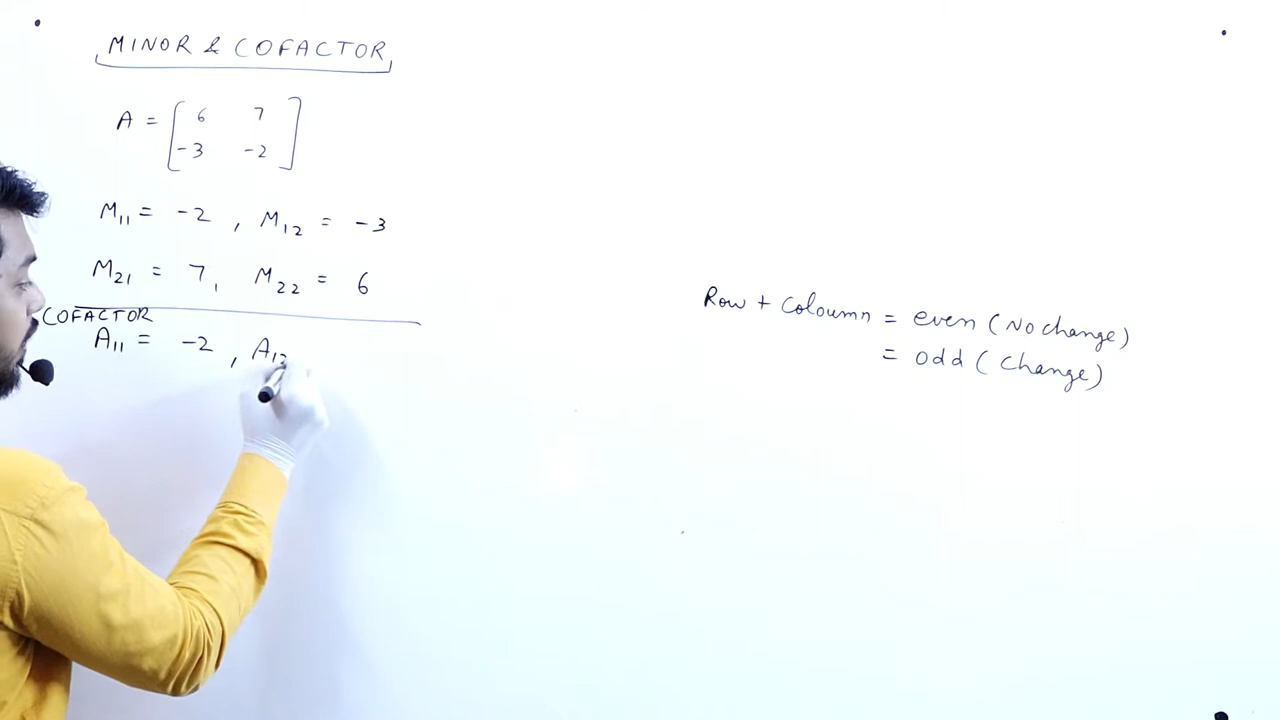 MINOR & COFACTOR
A = [ 6 7
-3 -2 ]
M11 = -2 , M12 = -3
M21 = 7, M22 = 6
COFACTOR
A11 = -2 , A12
Row + Coloumn = even (No change)
= odd (Change)